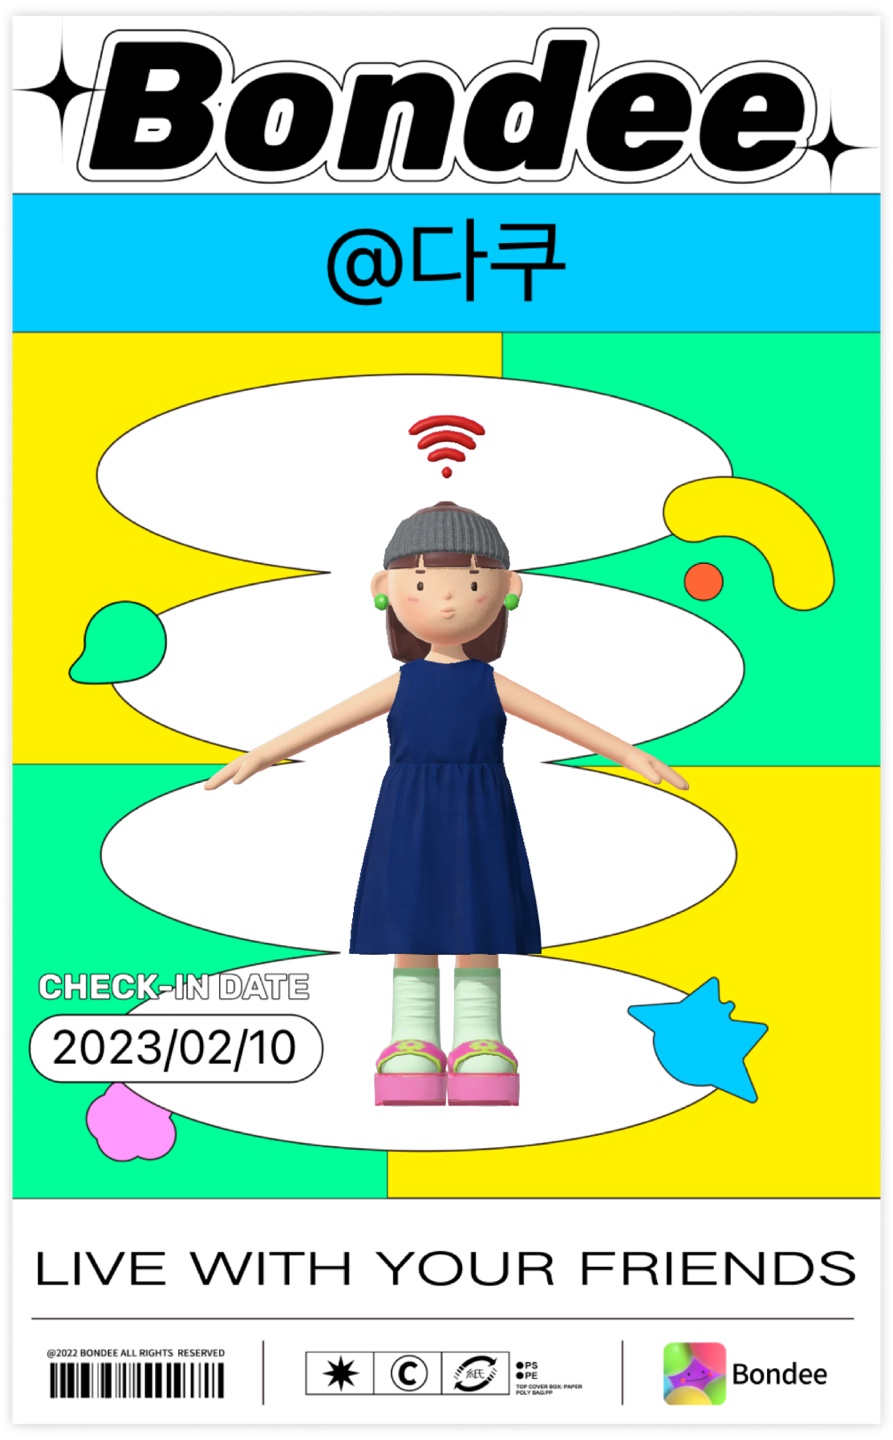 Bondee
@다쿠
CHECK-IN DATE
2023/02/10
LIVE WITH YOUR FRIENDS
@2022 BONDEE ALL RIGHTS RESERVED
C
紙
PS
PE
TOP COVER BOX: PAPER
POLY BAG:PP
Bondee